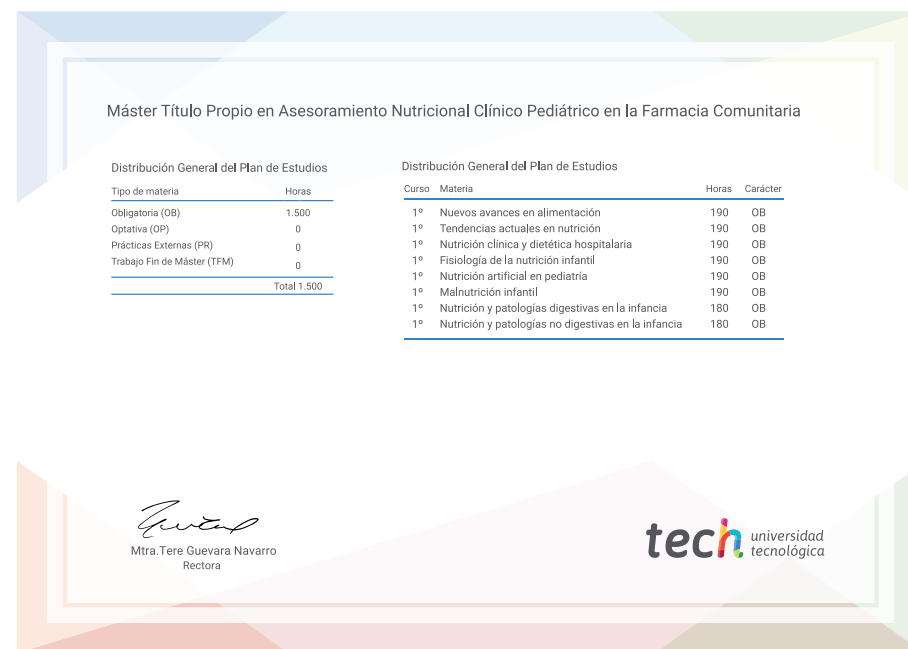 Máster Título Propio en Asesoramiento Nutricional Clínico Pediátrico en la Farmacia Comunitaria
Distribución General del Plan de Estudios
Tipo de materia Horas
Obligatoria (OB) 1.500
Optativa (OP) 0
Prácticas Externas (PR) 0
Trabajo Fin de Máster (TFM) 0
Total 1.500
Distribución General del Plan de Estudios
Curso Materia Horas Carácter
1º Nuevos avances en alimentación 190 OB
1º Tendencias actuales en nutrición 190 OB
1º Nutrición clínica y dietética hospitalaria 190 OB
1º Fisiología de la nutrición infantil 190 OB
1º Nutrición artificial en pediatría 190 OB
1º Malnutrición infantil 190 OB
1º Nutrición y patologías digestivas en la infancia 180 OB
1º Nutrición y patologías no digestivas en la infancia 180 OB
Mtra.Tere Guevara Navarro
Rectora
tech universidad
tecnológica